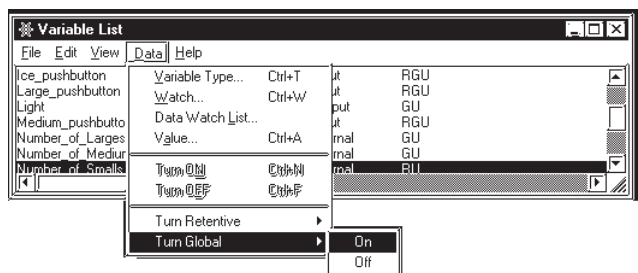 Variable List
File Edit View Data Help
Ice_pushbutton RGU
Large_pushbutton RGU
Light GU
Medium_pushbutto RGU
Number_of_Larges GU
Number_of_Medium GU
Number_of_Smalls RU
Variable Type... Ctrl+T
Watch... Ctrl+W
Data Watch List...
Value... Ctrl+A
Turn ON Ctrl+N
Turn OFF Ctrl+F
Turn Retentive
Turn Global
On
Off